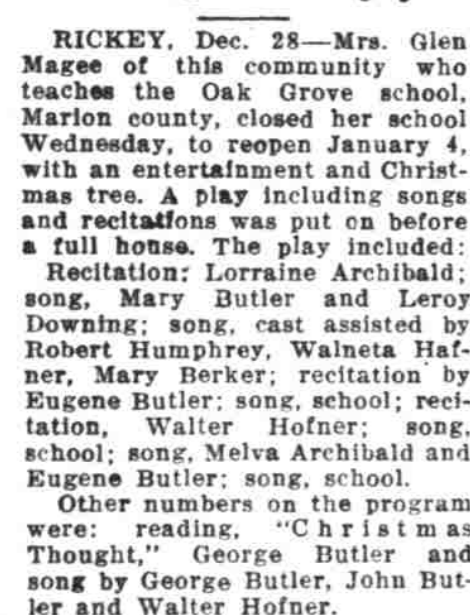 RICKEY, Dec. 28—Mrs. Glen
Magee of this community who
teaches the Oak Grove school,
Marion county, closed her school
Wednesday, to reopen January 4,
with an entertainment and Christ-
mas tree. A play including songs
and recitations was put on before
a full house. The play included:
Recitation: Lorraine Archibald;
song, Mary Butler and Leroy
Downing; song, cast assisted by
Robert Humphrey, Walneta Haf-
ner, Mary Berker; recitation by
Eugene Butler; song, school; reci-
tation, Walter Hofner; song,
school; song, Melva Archibald and
Eugene Butler; song, school.
Other numbers on the program
were: reading, "Christmas
Thought," George Butler and
song by George Butler, John But-
ler and Walter Hofner.